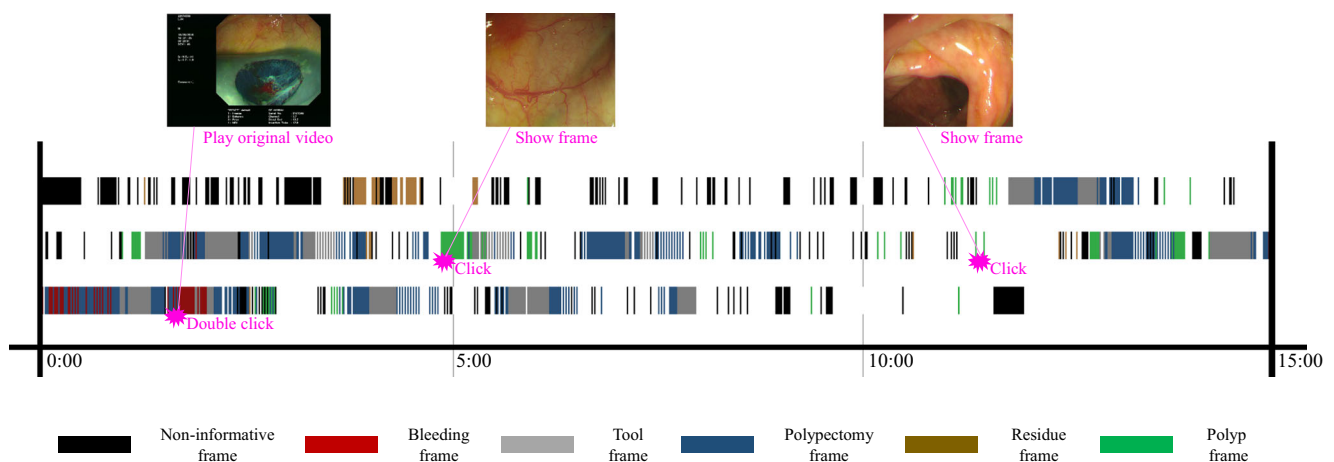 Play original video
Show frame
Show frame
Click
Click
Double click
0:00
5:00
10:00
15:00
Non-informative
frame
Bleeding
frame
Tool
frame
Polypectomy
frame
Residue
frame
Polyp
frame